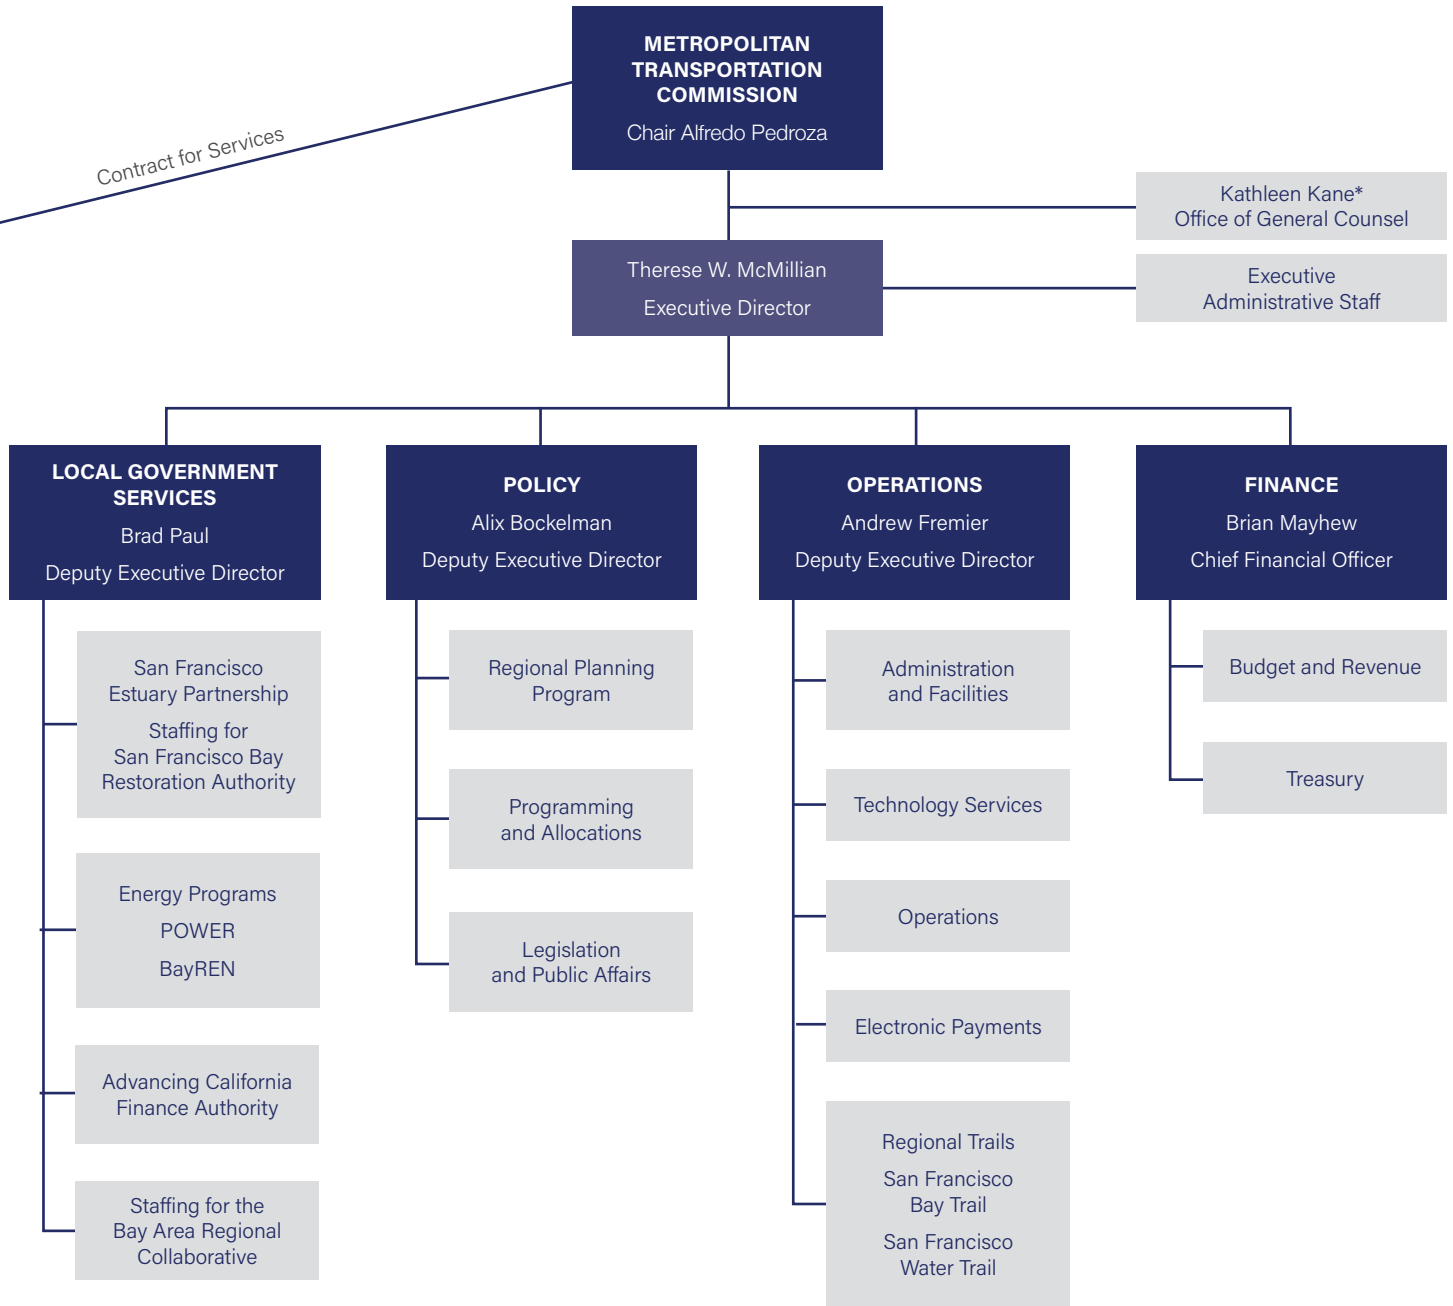 METROPOLITAN
TRANSPORTATION
COMMISSION
Chair Alfredo Pedroza
Contract for Services
Kathleen Kane*
Office of General Counsel
Therese W. McMillian
Executive Director
Executive
Administrative Staff
LOCAL GOVERNMENT
SERVICES
Brad Paul
Deputy Executive Director
San Francisco
Estuary Partnership
Staffing for
San Francisco Bay
Restoration Authority
Energy Programs
POWER
BayREN
Advancing California
Finance Authority
Staffing for the
Bay Area Regional
Collaborative
POLICY
Alix Bockelman
Deputy Executive Director
Regional Planning
Program
Programming
and Allocations
Legislation
and Public Affairs
OPERATIONS
Andrew Fremier
Deputy Executive Director
Administration
and Facilities
Technology Services
Operations
Electronic Payments
Regional Trails
San Francisco
Bay Trail
San Francisco
Water Trail
FINANCE
Brian Mayhew
Chief Financial Officer
Budget and Revenue
Treasury